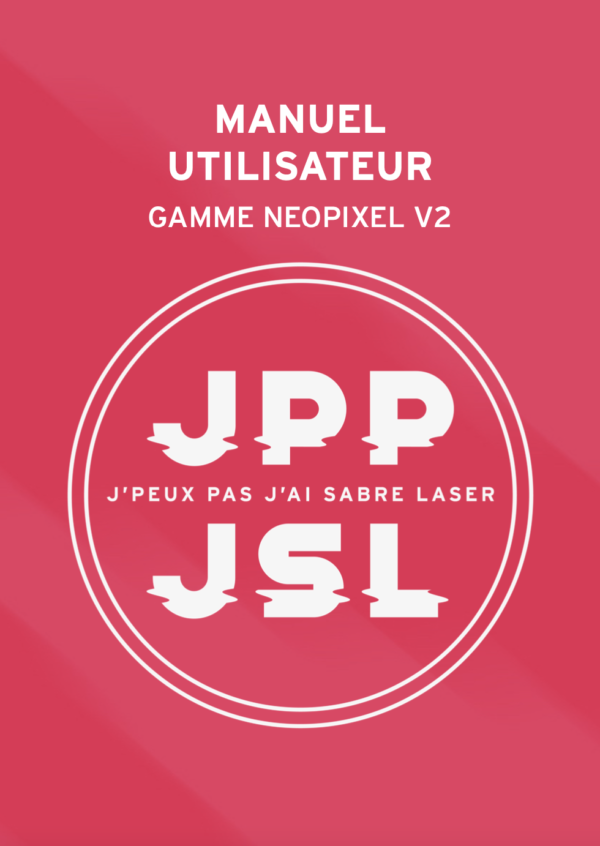 MANUEL
UTILISATEUR
GAMME NEOPIXEL V2
JPP
J'PEUX PAS J'AI SABRE LASER
JSL